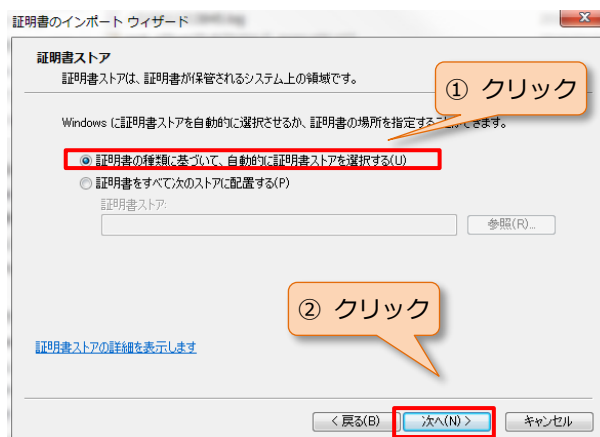 証明書のインポート ウィザード
証明書ストア
証明書ストアは、証明書が保管されるシステム上の領域です。
① クリック
Windows に証明書ストアを自動的に選択させるか、証明書の場所を指定することができます。
証明書の種類に基づいて、自動的に証明書ストアを選択する(U)
証明書をすべて次のストアに配置する(P)
証明書ストア:
参照(R)...
② クリック
証明書ストアの詳細を表示します
< 戻る(B)
次へ(N) >
キャンセル